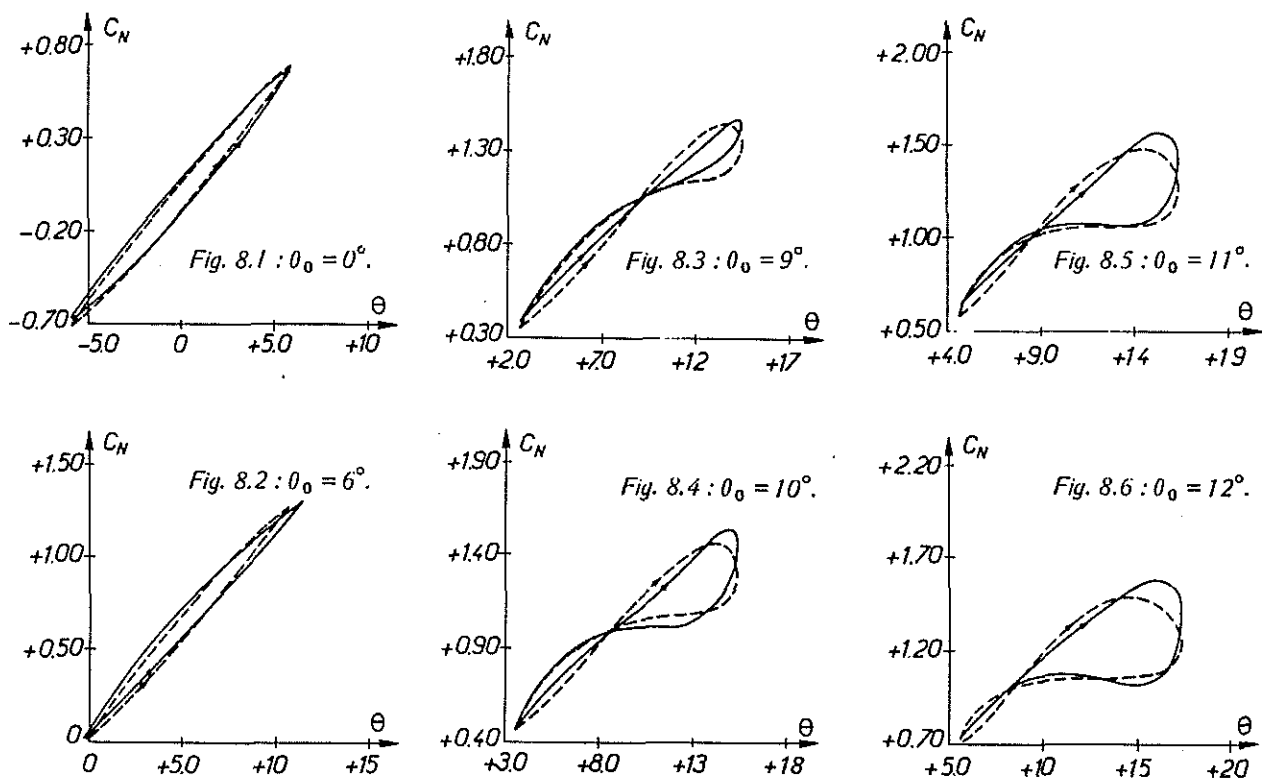 C_N
+0.80
+0.30
-0.20
-0.70
-5.0 0 +5.0 +10
θ
Fig. 8.1 : θ₀ = 0°.
C_N
+1.80
+1.30
+0.80
+0.30
+2.0 +7.0 +12 +17
θ
Fig. 8.3 : θ₀ = 9°.
C_N
+2.00
+1.50
+1.00
+0.50
+4.0 +9.0 +14 +19
θ
Fig. 8.5 : θ₀ = 11°.
C_N
+1.50
+1.00
+0.50
0
0 +5.0 +10 +15
θ
Fig. 8.2 : θ₀ = 6°.
C_N
+1.90
+1.40
+0.90
+0.40
+3.0 +8.0 +13 +18
θ
Fig. 8.4 : θ₀ = 10°.
C_N
+2.20
+1.70
+1.20
+0.70
+5.0 +10 +15 +20
θ
Fig. 8.6 : θ₀ = 12°.